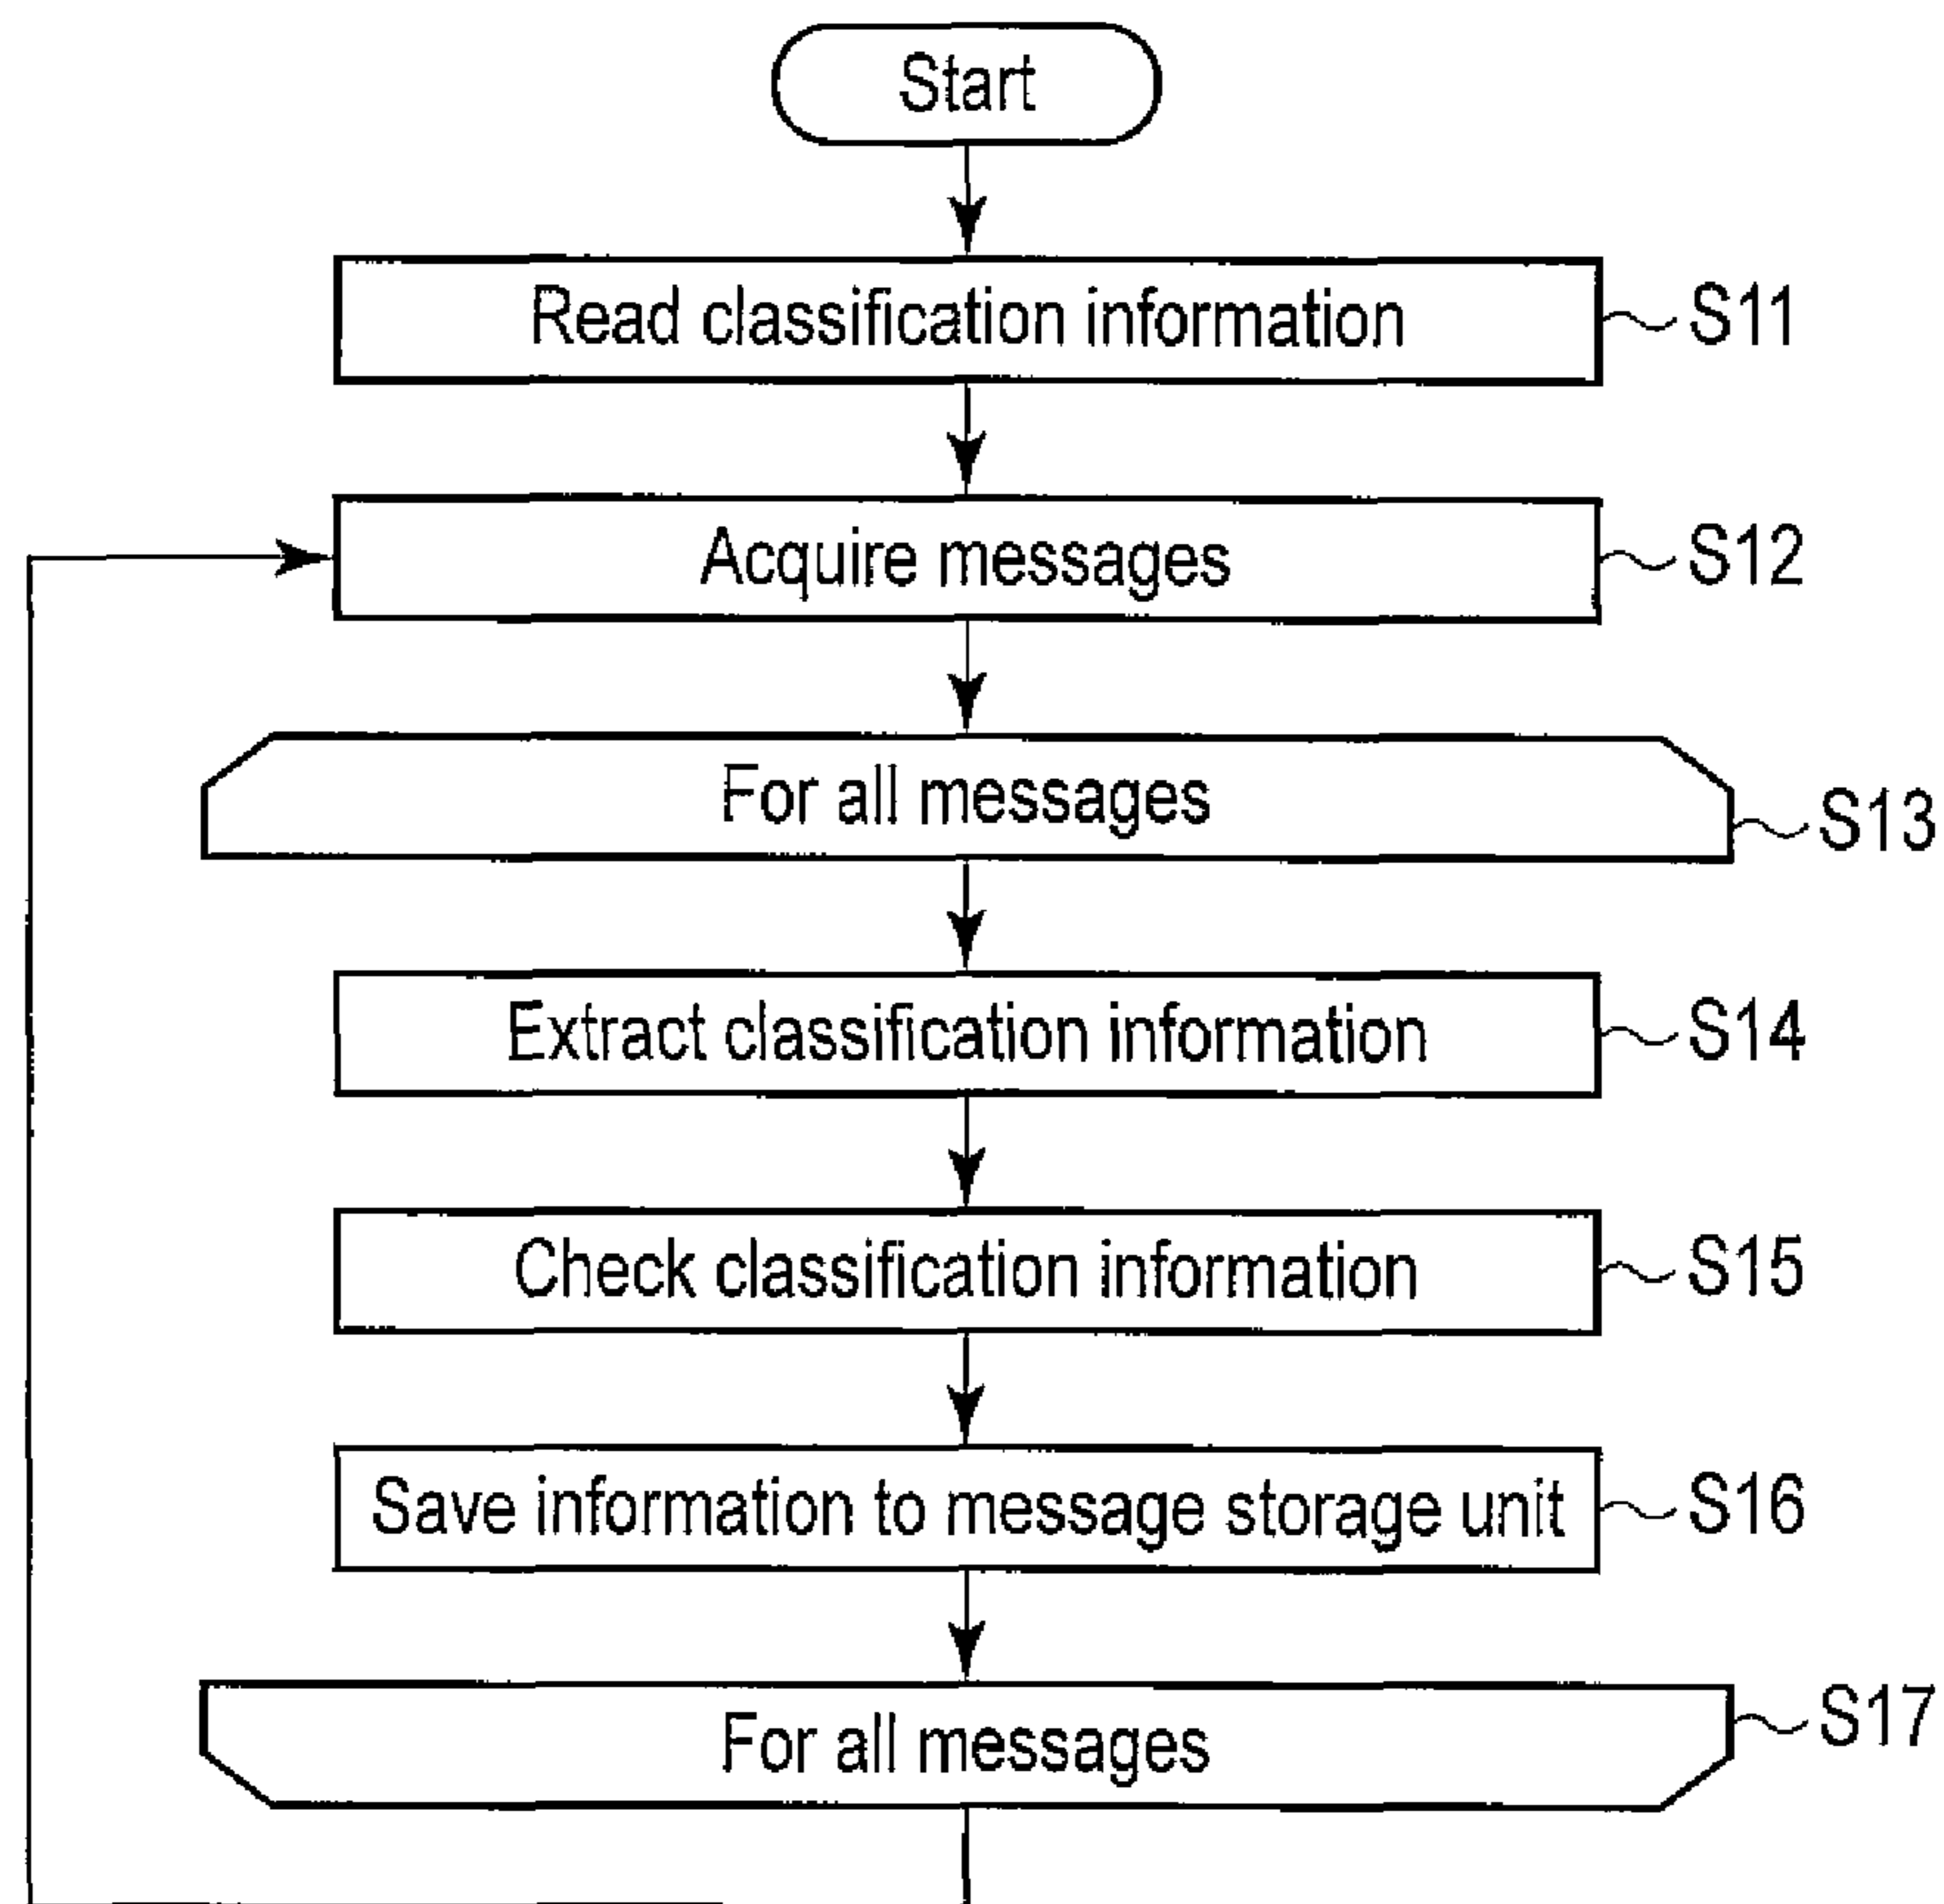 Start
Read classification information
S11
Acquire messages
S12
For all messages
S13
Extract classification information
S14
Check classification information
S15
Save information to message storage unit
S16
For all messages
S17